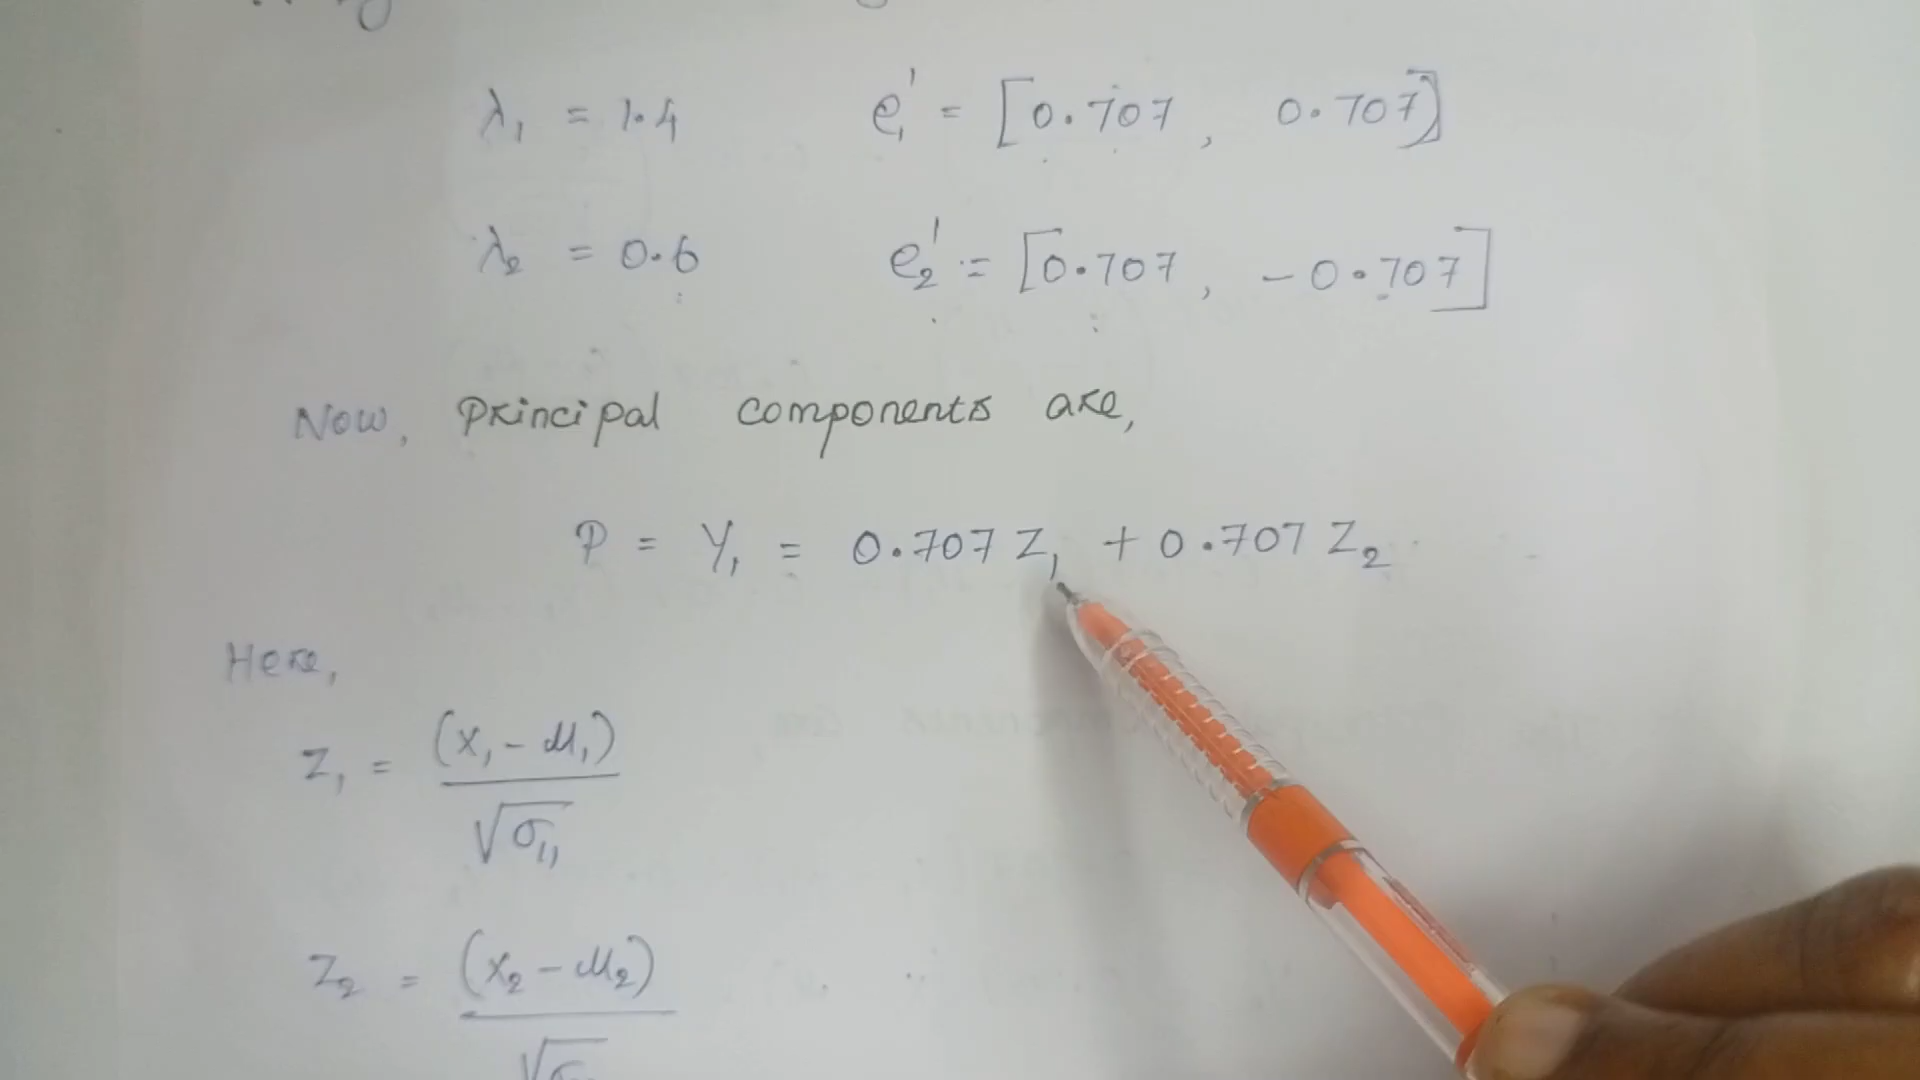 λ₁ = 1.4 e₁' = [0.707, 0.707]
λ₂ = 0.6 e₂' = [0.707, -0.707]
Now, Principal components are,
P = Y₁ = 0.707 Z₁ + 0.707 Z₂
Here,
Z₁ = (X₁ - μ₁) / √σ₁₁
Z₂ = (X₂ - μ₂) / √σ